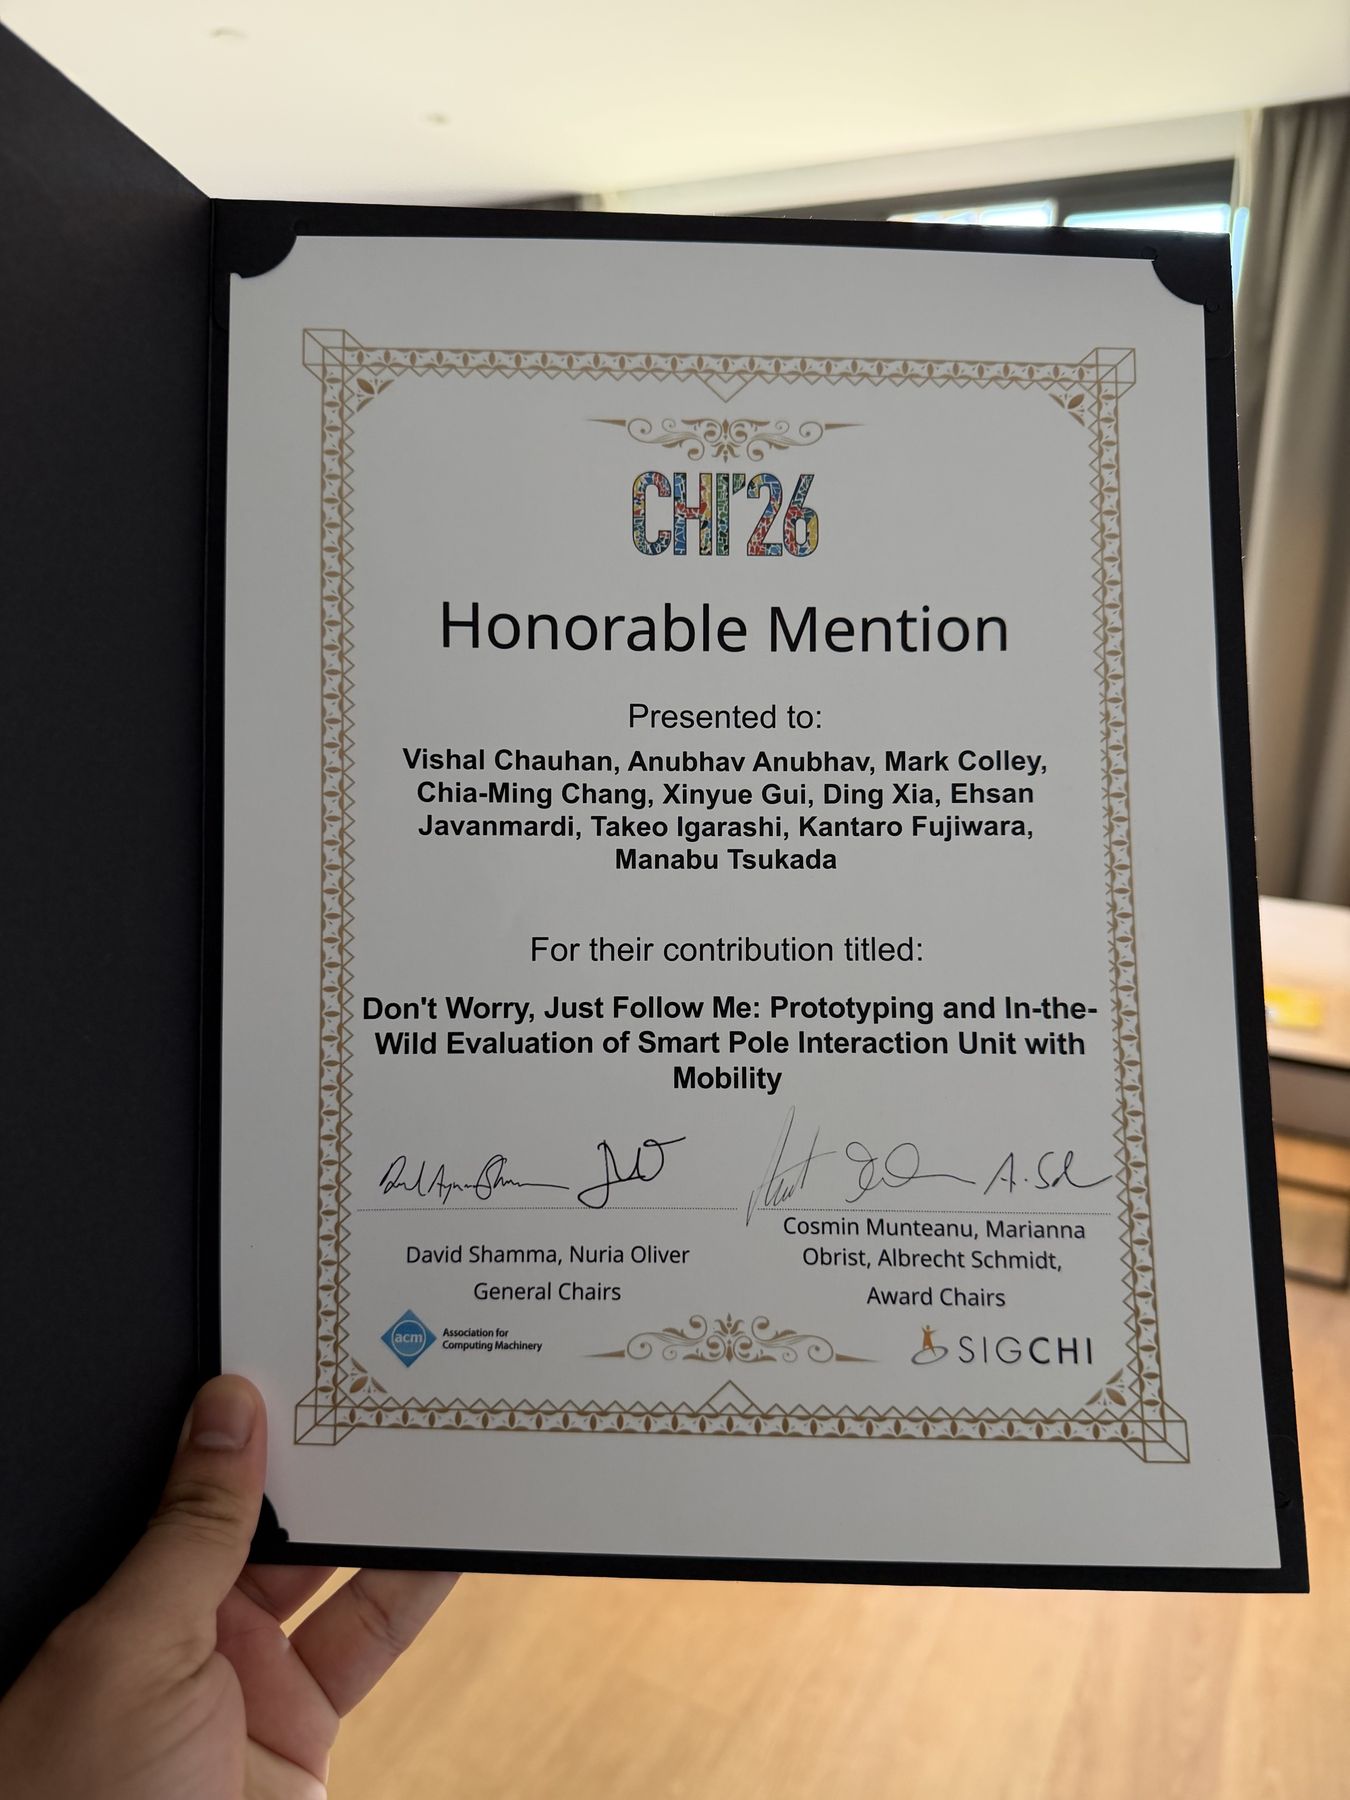 CHI'26
Honorable Mention
Presented to:
Vishal Chauhan, Anubhav Anubhav, Mark Colley,
Chia-Ming Chang, Xinyue Gui, Ding Xia, Ehsan
Javanmardi, Takeo Igarashi, Kantaro Fujiwara,
Manabu Tsukada
For their contribution titled:
Don't Worry, Just Follow Me: Prototyping and In-the-
Wild Evaluation of Smart Pole Interaction Unit with
Mobility
David Shamma, Nuria Oliver
General Chairs
Cosmin Munteanu, Marianna
Obrist, Albrecht Schmidt,
Award Chairs
acm
Association for
Computing Machinery
SIGCHI